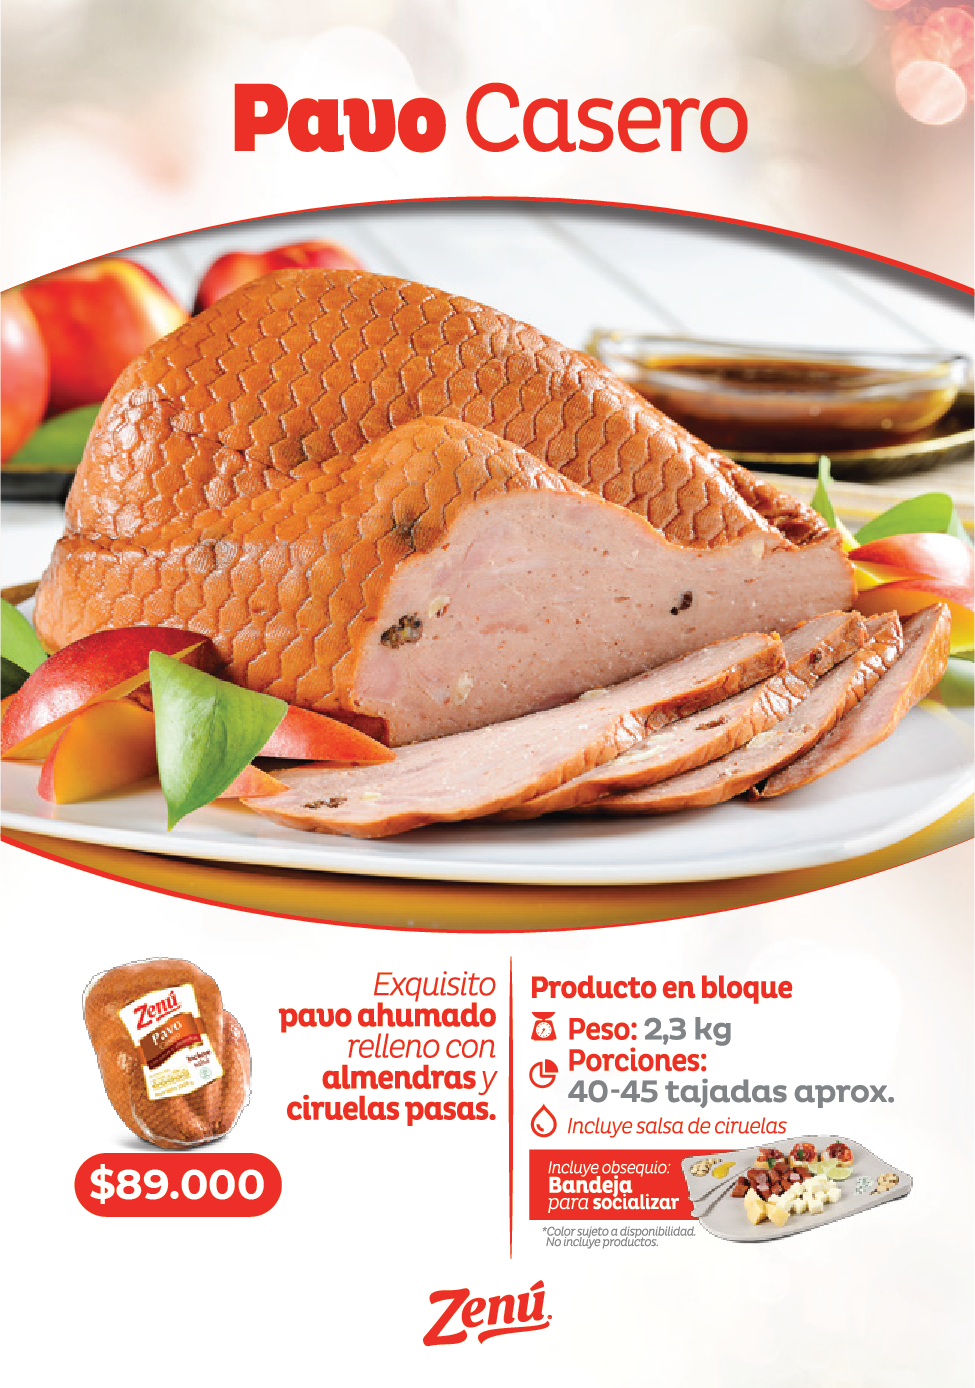 Pavo Casero
Zenú
Pavo
Exquisito
pavo ahumado
relleno con
almendras y
ciruelas pasas.
$89.000
Producto en bloque
Peso: 2,3 kg
Porciones:
40-45 tajadas aprox.
Incluye salsa de ciruelas
Incluye obsequio:
Bandeja
para socializar
*Color sujeto a disponibilidad.
No incluye productos.
Zenú